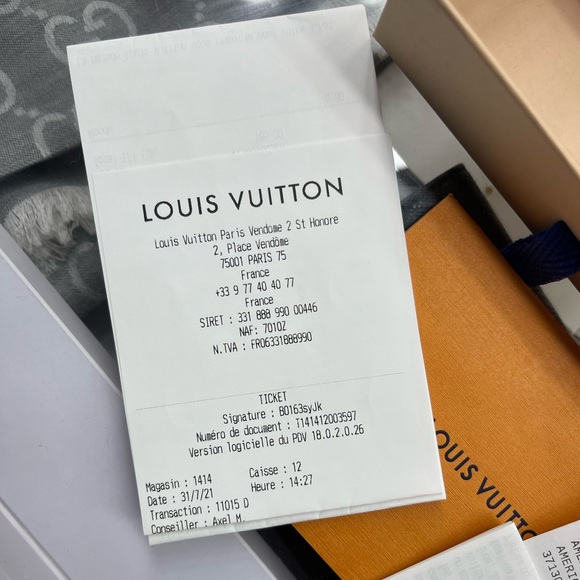 LOUIS VUITTON
Louis Vuitton Paris Vendome 2 St Honore
2, Place Vendôme
75001 PARIS 75
France
+33 9 77 40 40 77
France
SIRET : 331 888 990 00446
NAF: 7010Z
N.TVA : FR06331888990
TICKET
Signature : B0163syJk
Numéro de document : T141412003597
Version logicielle du PDV 18.0.2.0.26
Magasin : 1414 Caisse : 12
Date : 31/7/21 Heure : 14:27
Transaction : 11015 D
Conseiller : Axel M.
LOUIS VUITTON
AMERI
3713